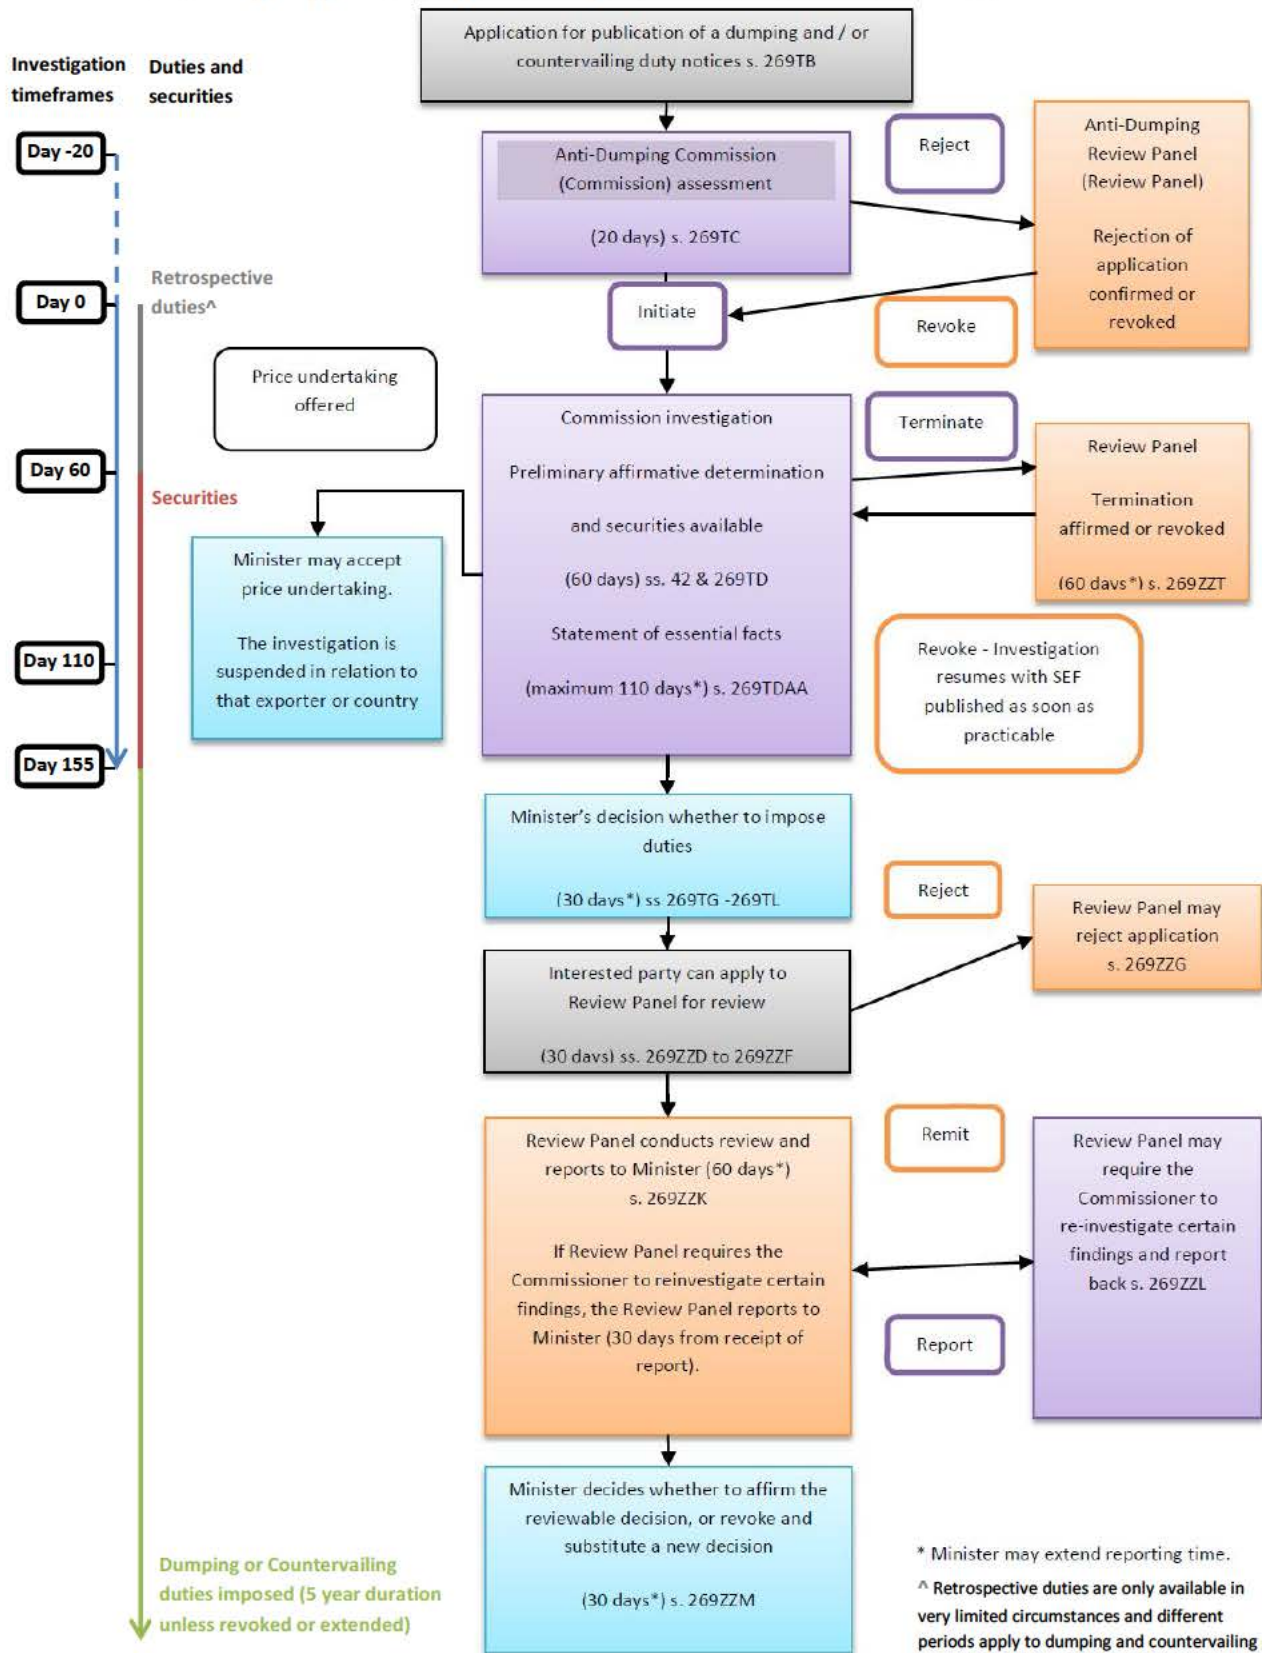 Application for publication of a dumping and / or
countervailing duty notices s. 269TB
Investigation
timeframes
Duties and
securities
Day -20
Anti-Dumping Commission
(Commission) assessment
(20 days) s. 269TC
Reject
Anti-Dumping
Review Panel
(Review Panel)
Rejection of
application
confirmed or
revoked
Day 0
Retrospective
duties^
Initiate
Revoke
Price undertaking
offered
Commission investigation
Preliminary affirmative determination
and securities available
(60 days) ss. 42 & 269TD
Statement of essential facts
(maximum 110 days*) s. 269TDAA
Terminate
Review Panel
Termination
affirmed or revoked
(60 days*) s. 269ZZT
Day 60
Securities
Minister may accept
price undertaking.
The investigation is
suspended in relation to
that exporter or country
Revoke - Investigation
resumes with SEF
published as soon as
practicable
Day 110
Day 155
Minister's decision whether to impose
duties
(30 days*) ss 269TG -269TL
Reject
Review Panel may
reject application
s. 269ZZG
Interested party can apply to
Review Panel for review
(30 days) ss. 269ZZD to 269ZZF
Review Panel conducts review and
reports to Minister (60 days*)
s. 269ZZK
If Review Panel requires the
Commissioner to reinvestigate certain
findings, the Review Panel reports to
Minister (30 days from receipt of
report).
Remit
Report
Review Panel may
require the
Commissioner to
re-investigate certain
findings and report
back s. 269ZZL
Minister decides whether to affirm the
reviewable decision, or revoke and
substitute a new decision
(30 days*) s. 269ZZM
Dumping or Countervailing
duties imposed (5 year duration
unless revoked or extended)
* Minister may extend reporting time.
^ Retrospective duties are only available in
very limited circumstances and different
periods apply to dumping and countervailing